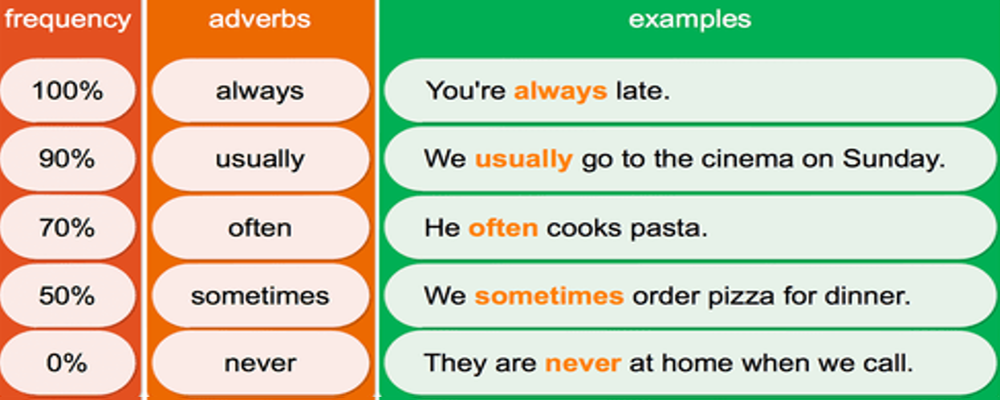 frequency adverbs examples
100% always You're always late.
90% usually We usually go to the cinema on Sunday.
70% often He often cooks pasta.
50% sometimes We sometimes order pizza for dinner.
0% never They are never at home when we call.